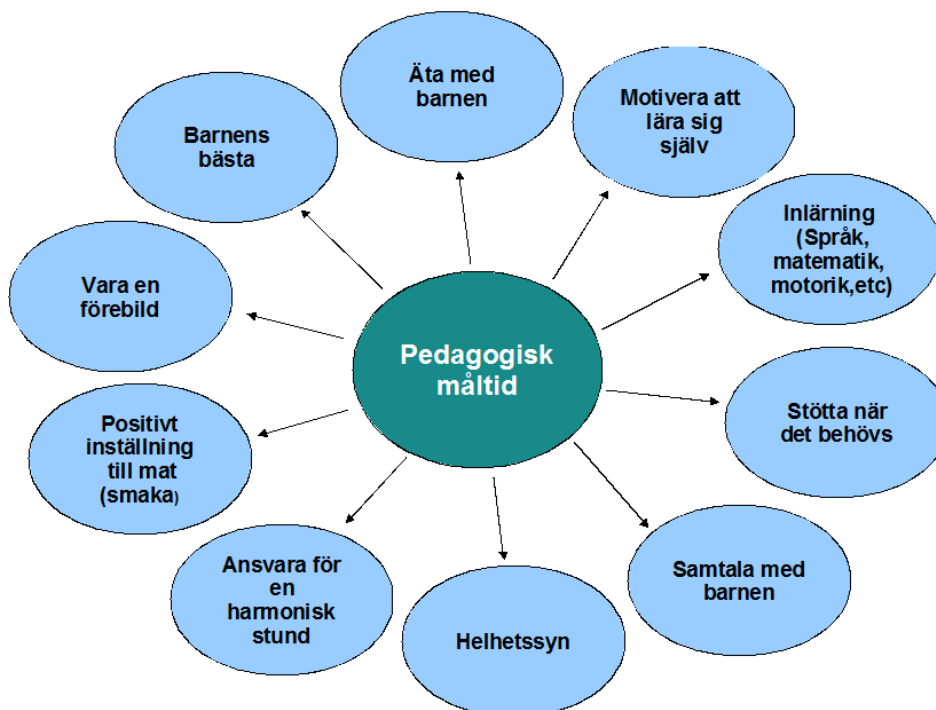 Äta med
barnen
Motivera att
lära sig
själv
Barnens
bästa
Inlärning
(Språk,
matematik,
motorik,etc)
Vara en
förebild
Pedagogisk
måltid
Stötta när
det behövs
Positivt
inställning
till mat
(smaka)
Ansvara för
en
harmonisk
stund
Samtala med
barnen
Helhetssyn